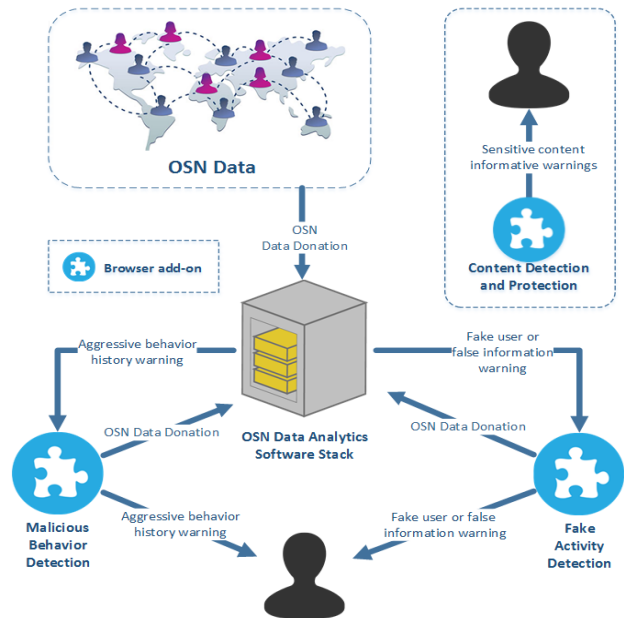 OSN Data
Sensitive content
informative warnings
OSN
Data Donation
Browser add-on
Content Detection
and Protection
Aggressive behavior
history warning
Fake user or
false information
warning
OSN Data Donation
OSN Data Analytics
Software Stack
OSN Data Donation
Malicious
Behavior
Detection
Aggressive behavior
history warning
Fake user or false
information warning
Fake
Activity
Detection